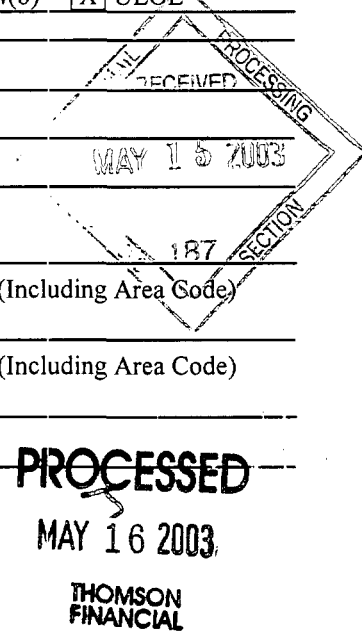 [X] ULOE
PROCESSING
RECEIVED
MAY 15 2003
187
SECTION
(Including Area Code)
(Including Area Code)
PROCESSED
MAY 16 2003
THOMSON
FINANCIAL